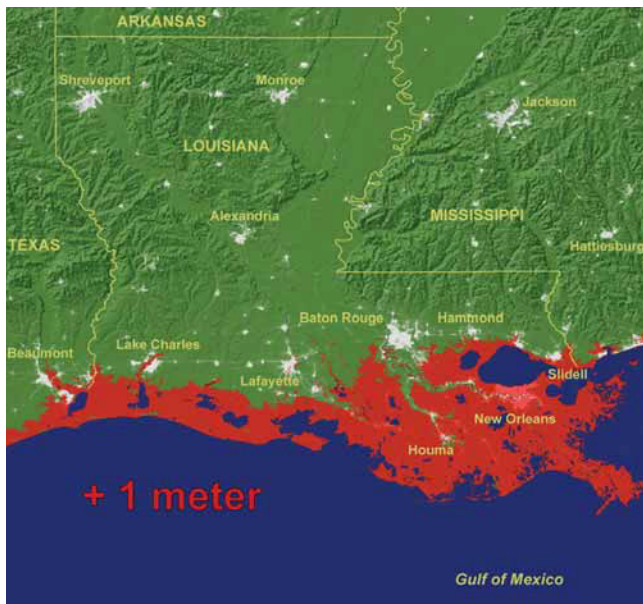 ARKANSAS
Shreveport
Monroe
Jackson
LOUISIANA
Alexandria
MISSISSIPPI
TEXAS
Hattiesburg
Baton Rouge
Hammond
Beaumont
Lake Charles
Lafayette
Slidell
New Orleans
Houma
+ 1 meter
Gulf of Mexico